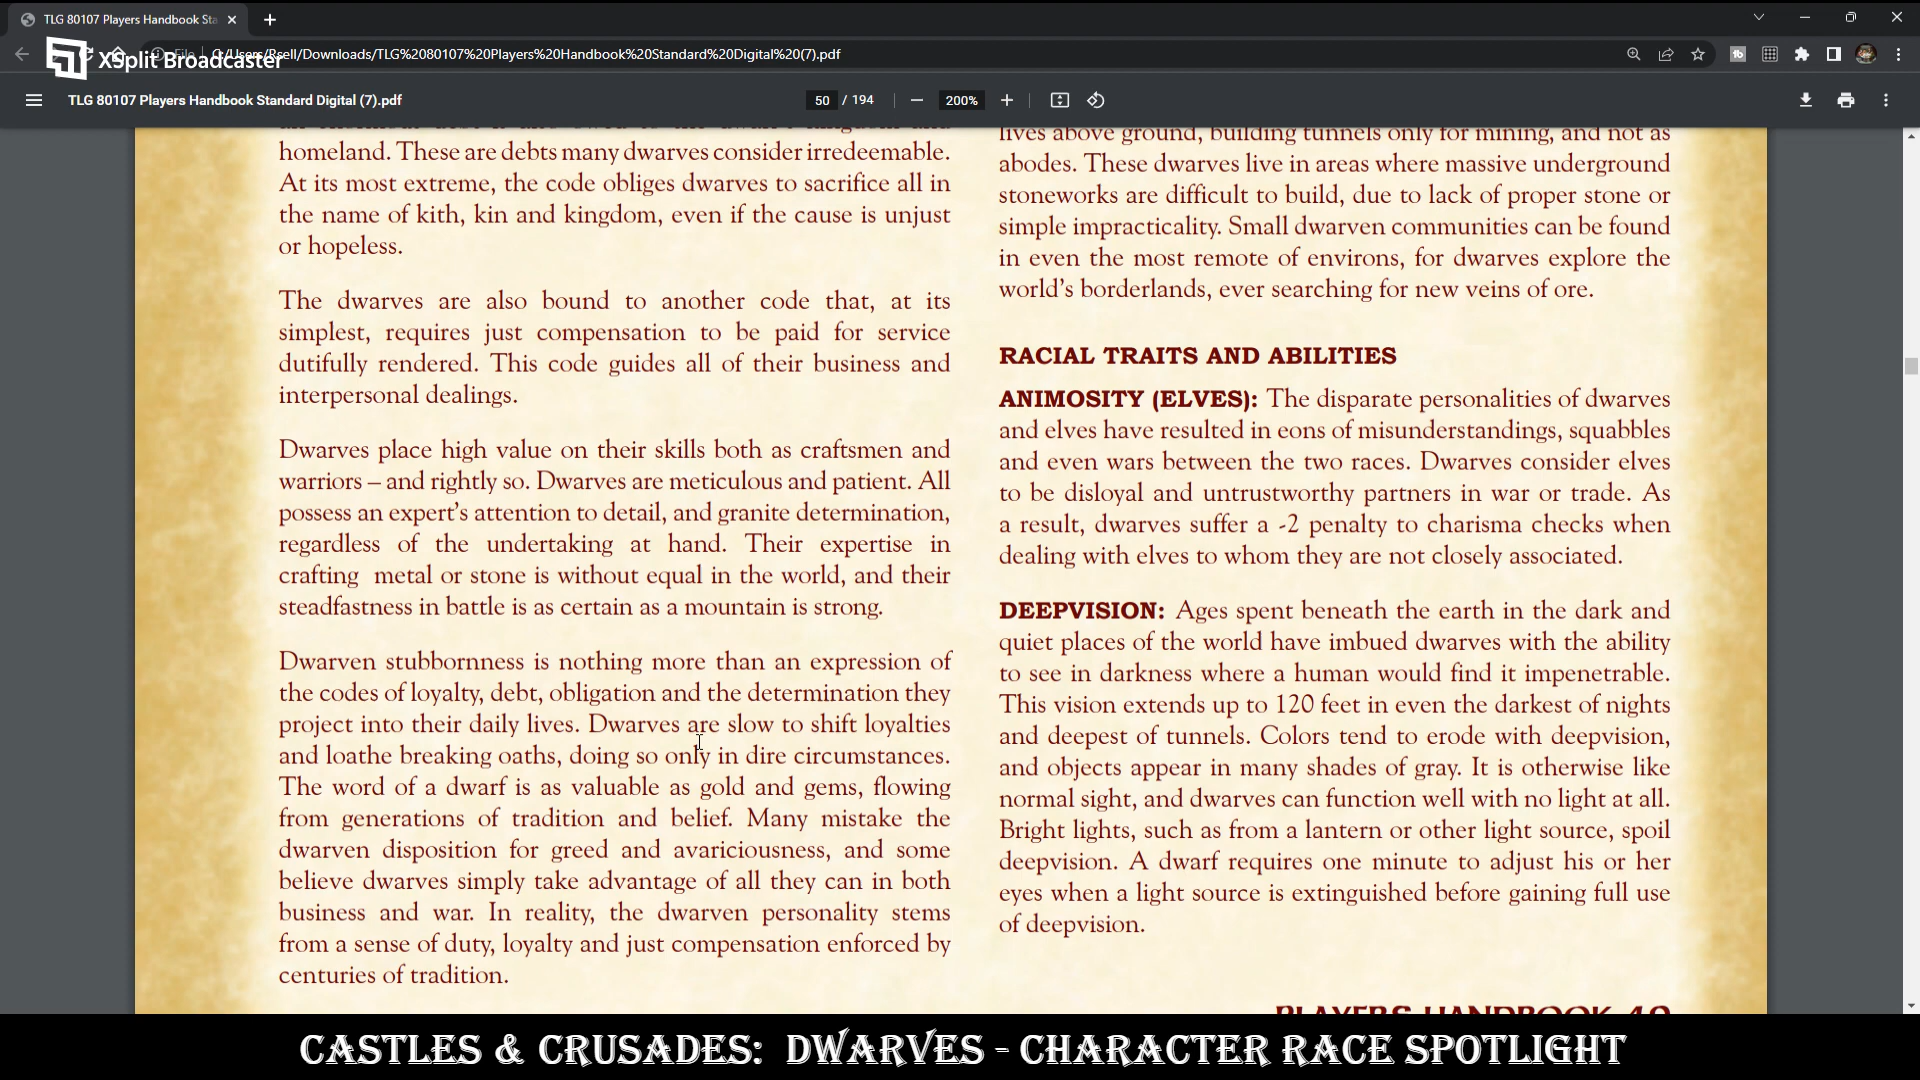 TLG 80107 Players Handbook Sta
XSplit Broadcaster
File
C:/Users/Rsell/Downloads/TLG%2080107%20Players%20Handbook%20Standard%20Digital%20(7).pdf
TLG 80107 Players Handbook Standard Digital (7).pdf
50 / 194
200%
homeland. These are debts many dwarves consider irredeemable.
At its most extreme, the code obliges dwarves to sacrifice all in
the name of kith, kin and kingdom, even if the cause is unjust
or hopeless.
The dwarves are also bound to another code that, at its
simplest, requires just compensation to be paid for service
dutifully rendered. This code guides all of their business and
interpersonal dealings.
Dwarves place high value on their skills both as craftsmen and
warriors – and rightly so. Dwarves are meticulous and patient. All
possess an expert's attention to detail, and granite determination,
regardless of the undertaking at hand. Their expertise in
crafting metal or stone is without equal in the world, and their
steadfastness in battle is as certain as a mountain is strong.
Dwarven stubbornness is nothing more than an expression of
the codes of loyalty, debt, obligation and the determination they
project into their daily lives. Dwarves are slow to shift loyalties
and loathe breaking oaths, doing so only in dire circumstances.
The word of a dwarf is as valuable as gold and gems, flowing
from generations of tradition and belief. Many mistake the
dwarven disposition for greed and avariciousness, and some
believe dwarves simply take advantage of all they can in both
business and war. In reality, the dwarven personality stems
from a sense of duty, loyalty and just compensation enforced by
centuries of tradition.
lives above ground, building tunnels only for mining, and not as
abodes. These dwarves live in areas where massive underground
stoneworks are difficult to build, due to lack of proper stone or
simple impracticality. Small dwarven communities can be found
in even the most remote of environs, for dwarves explore the
world's borderlands, ever searching for new veins of ore.
RACIAL TRAITS AND ABILITIES
ANIMOSITY (ELVES): The disparate personalities of dwarves
and elves have resulted in eons of misunderstandings, squabbles
and even wars between the two races. Dwarves consider elves
to be disloyal and untrustworthy partners in war or trade. As
a result, dwarves suffer a -2 penalty to charisma checks when
dealing with elves to whom they are not closely associated.
DEEPVISION: Ages spent beneath the earth in the dark and
quiet places of the world have imbued dwarves with the ability
to see in darkness where a human would find it impenetrable.
This vision extends up to 120 feet in even the darkest of nights
and deepest of tunnels. Colors tend to erode with deepvision,
and objects appear in many shades of gray. It is otherwise like
normal sight, and dwarves can function well with no light at all.
Bright lights, such as from a lantern or other light source, spoil
deepvision. A dwarf requires one minute to adjust his or her
eyes when a light source is extinguished before gaining full use
of deepvision.
PLAYERS HANDBOOK 49
CASTLES & CRUSADES: DWARVES - CHARACTER RACE SPOTLIGHT